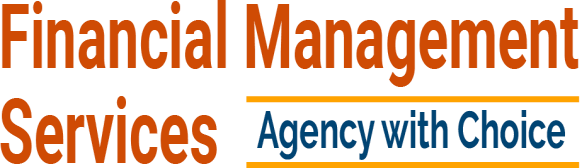 Financial Management
Services
Agency with Choice